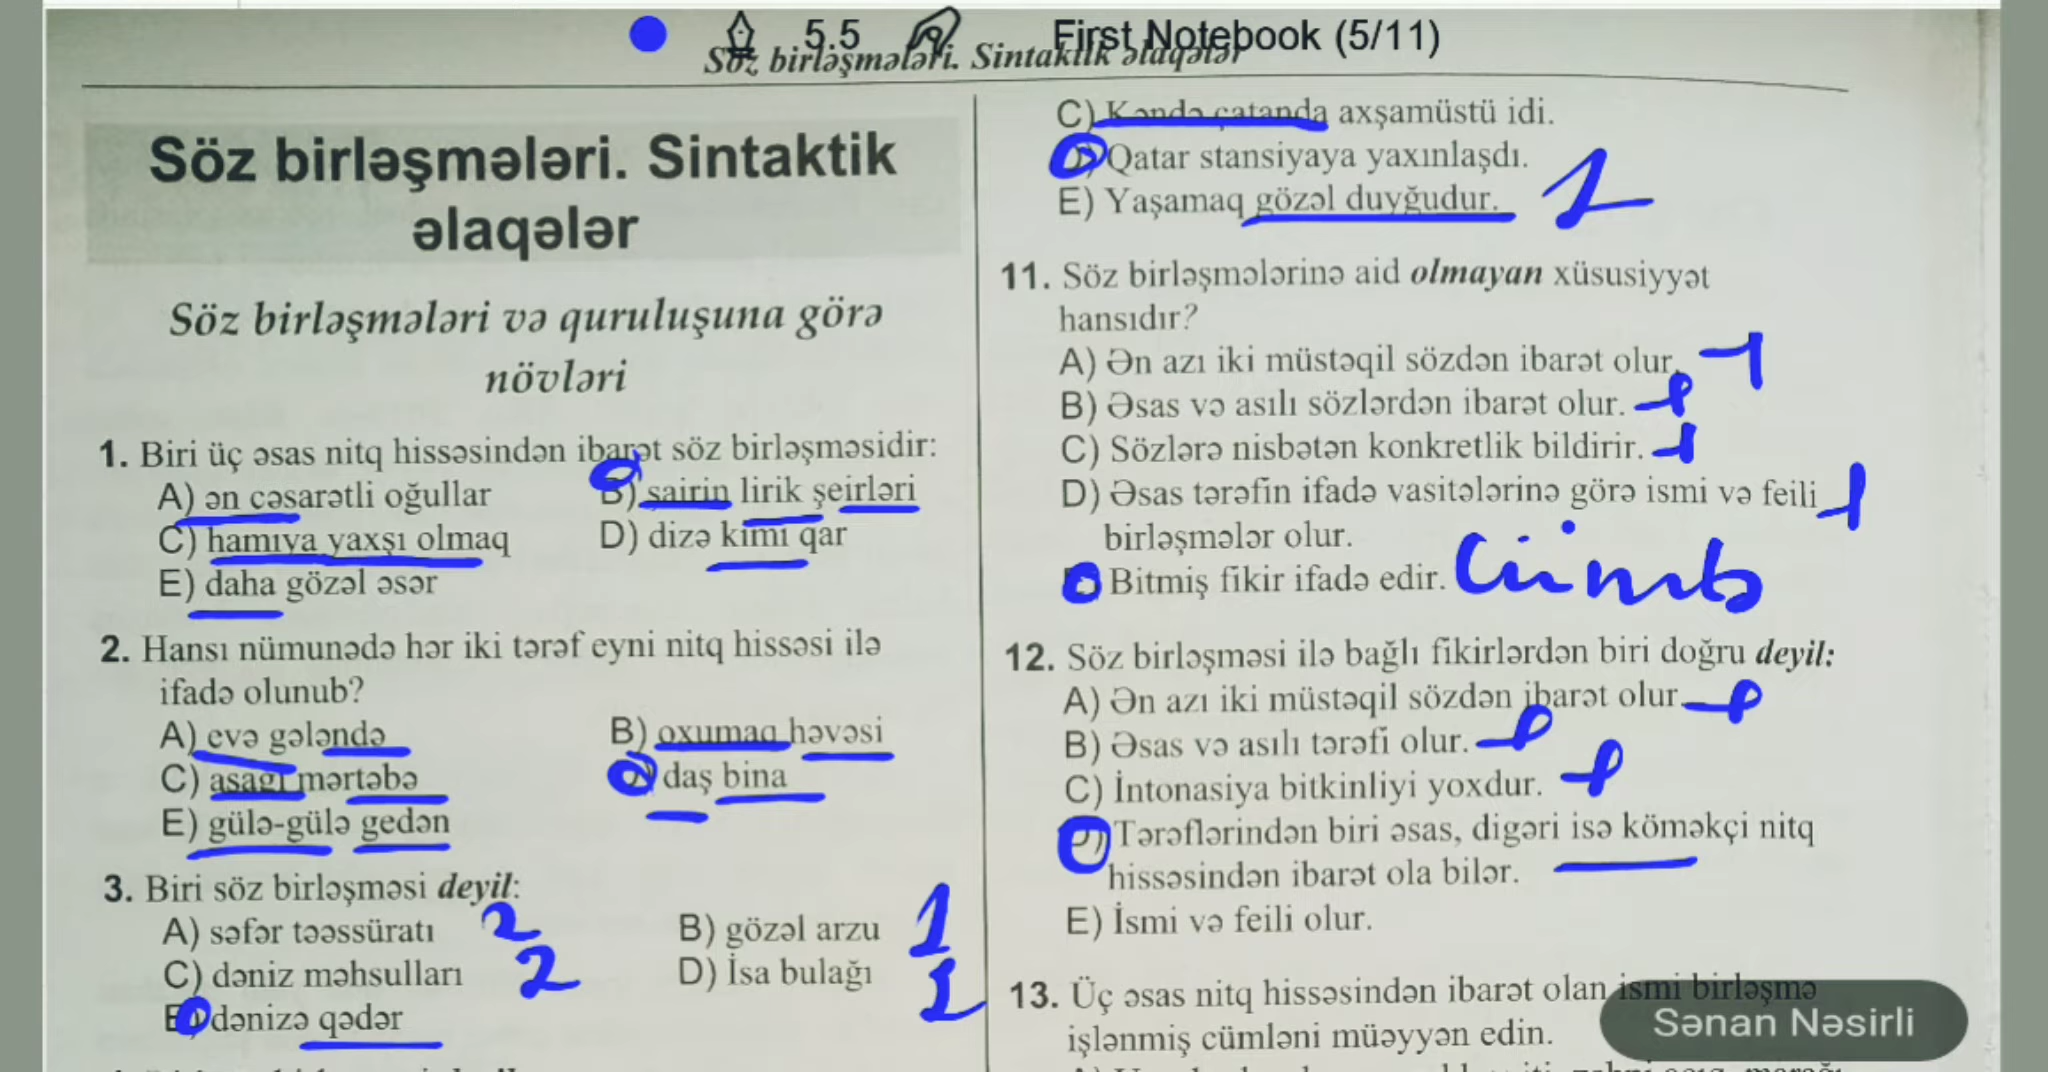 5.5 First Notebook (5/11)
Söz birləşmələri. Sintaktik əlaqələr
Söz birləşmələri. Sintaktik
əlaqələr
Söz birləşmələri və quruluşuna görə
növləri
1. Biri üç əsas nitq hissəsindən ibarət söz birləşməsidir:
A) ən cəsarətli oğullar B) şairin lirik şeirləri
C) hamıya yaxşı olmaq D) dizə kimi qar
E) daha gözəl əsər
2. Hansı nümunədə hər iki tərəf eyni nitq hissəsi ilə
ifadə olunub?
A) evə gələndə B) oxumaq həvəsi
C) aşağı mərtəbə D) daş bina
E) gülə-gülə gedən
3. Biri söz birləşməsi deyil:
A) səfər təəssüratı 2 B) gözəl arzu 1
C) dəniz məhsulları 2 D) İsa bulağı 2
E) dənizə qədər
C) Kəndə çatanda axşamüstü idi.
D) Qatar stansiyaya yaxınlaşdı.
E) Yaşamaq gözəl duyğudur. 1
11. Söz birləşmələrinə aid olmayan xüsusiyyət
hansıdır?
A) Ən azı iki müstəqil sözdən ibarət olur.
B) Əsas və asılı sözlərdən ibarət olur.
C) Sözlərə nisbətən konkretlik bildirir.
D) Əsas tərəfin ifadə vasitələrinə görə ismi və feili
birləşmələr olur.
E) Bitmiş fikir ifadə edir. Cümlə
12. Söz birləşməsi ilə bağlı fikirlərdən biri doğru deyil:
A) Ən azı iki müstəqil sözdən ibarət olur.
B) Əsas və asılı tərəfi olur.
C) İntonasiya bitkinliyi yoxdur.
D) Tərəflərindən biri əsas, digəri isə köməkçi nitq
hissəsindən ibarət ola bilər.
E) İsmi və feili olur.
13. Üç əsas nitq hissəsindən ibarət olan ismi birləşmə
işlənmiş cümləni müəyyən edin.
Sənan Nəsirli